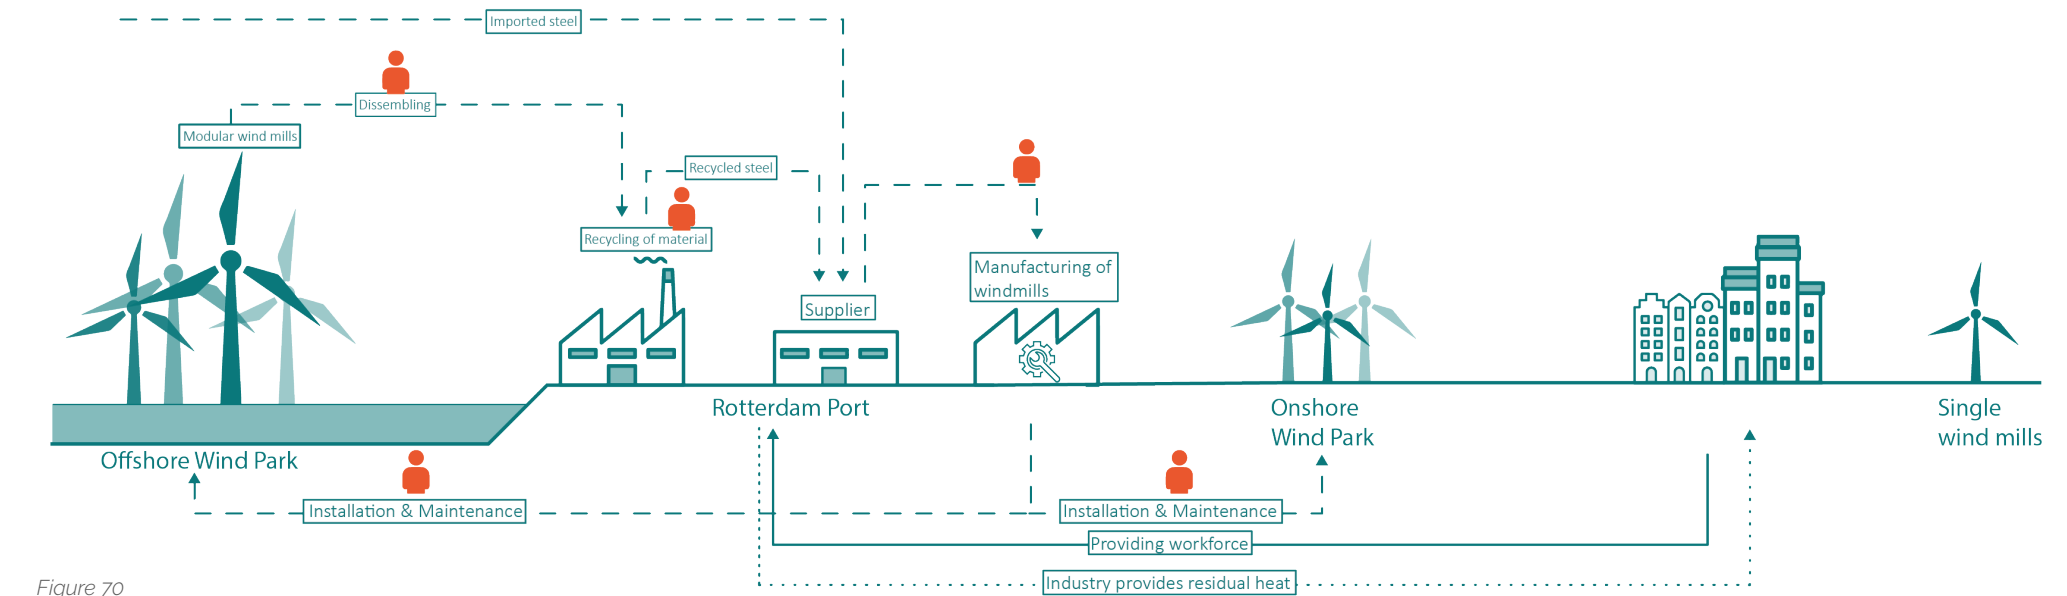 Imported steel
Dissembling
Modular wind mills
Recycled steel
Recycling of material
Manufacturing of
windmills
Supplier
Rotterdam Port
Onshore
Wind Park
Single
wind mills
Offshore Wind Park
Installation & Maintenance
Installation & Maintenance
Providing workforce
Industry provides residual heat
Figure 70